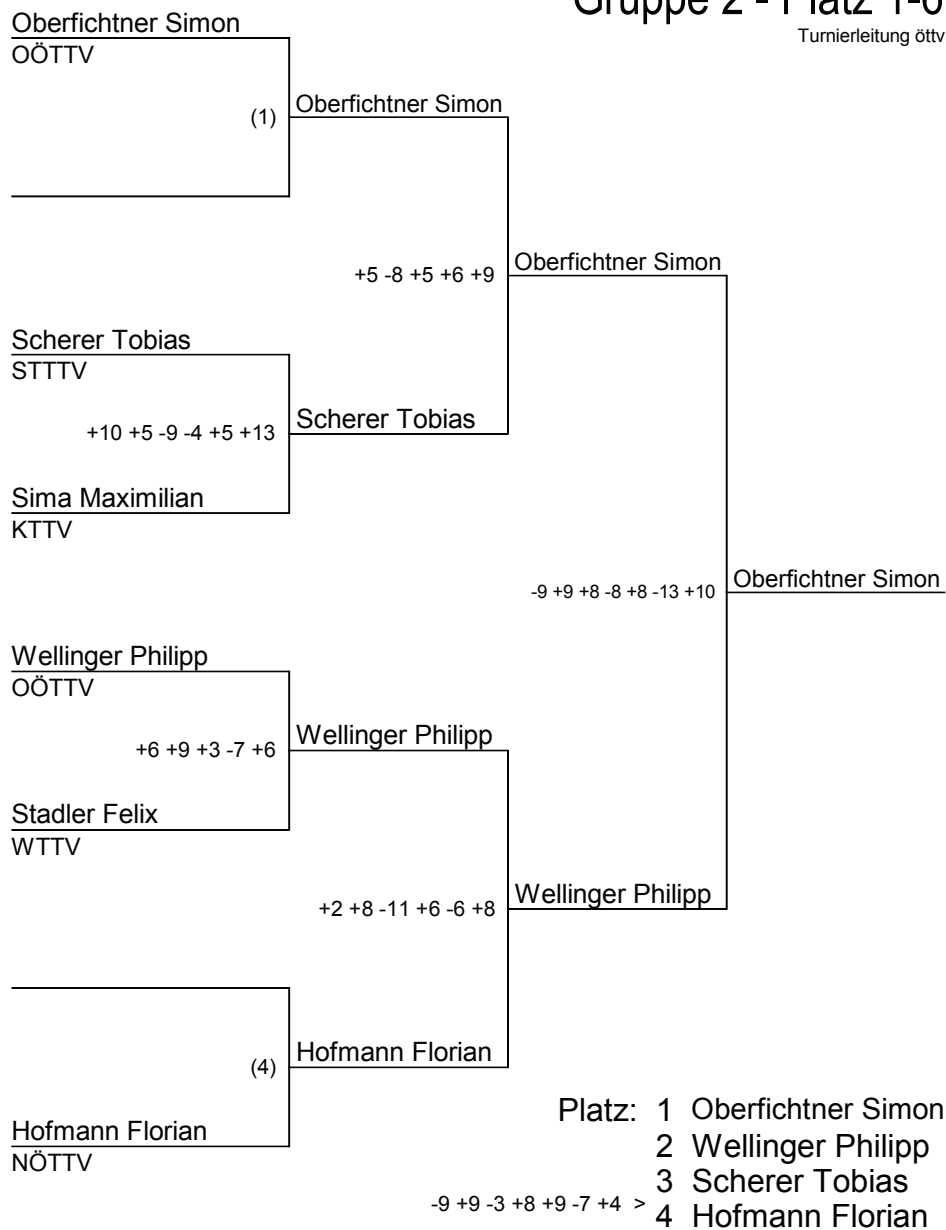 Gruppe 2 - Platz 1-6
Turnierleitung öttv
Oberfichtner Simon
OÖTTV
(1)
Oberfichtner Simon
+5 -8 +5 +6 +9
Oberfichtner Simon
Scherer Tobias
STTTV
+10 +5 -9 -4 +5 +13
Scherer Tobias
Sima Maximilian
KTTV
-9 +9 +8 -8 +8 -13 +10
Oberfichtner Simon
Wellinger Philipp
OÖTTV
+6 +9 +3 -7 +6
Wellinger Philipp
Stadler Felix
WTTV
+2 +8 -11 +6 -6 +8
Wellinger Philipp
(4)
Hofmann Florian
Hofmann Florian
NÖTTV
Platz: 1 Oberfichtner Simon
2 Wellinger Philipp
3 Scherer Tobias
-9 +9 -3 +8 +9 -7 +4 >
4 Hofmann Florian